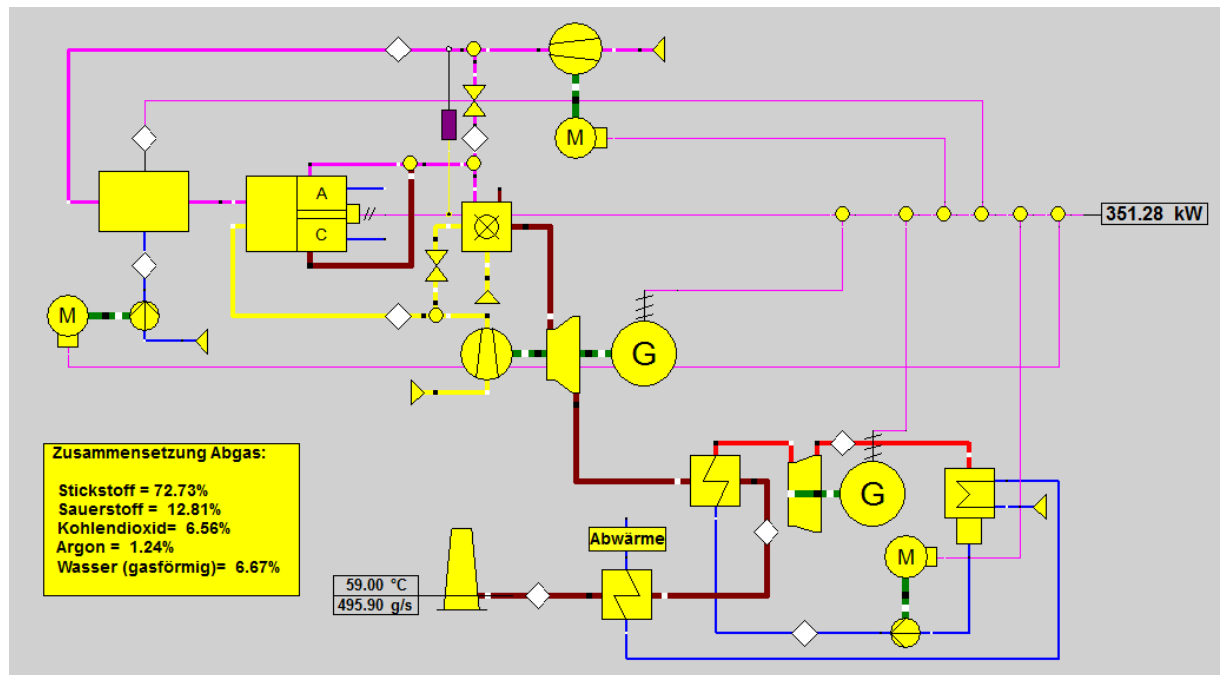 M
A
C
351.28 kW
M
G
Zusammensetzung Abgas:
Stickstoff = 72.73%
Sauerstoff = 12.81%
Kohlendioxid= 6.56%
Argon = 1.24%
Wasser (gasförmig)= 6.67%
G
Abwärme
M
59.00 °C
495.90 g/s